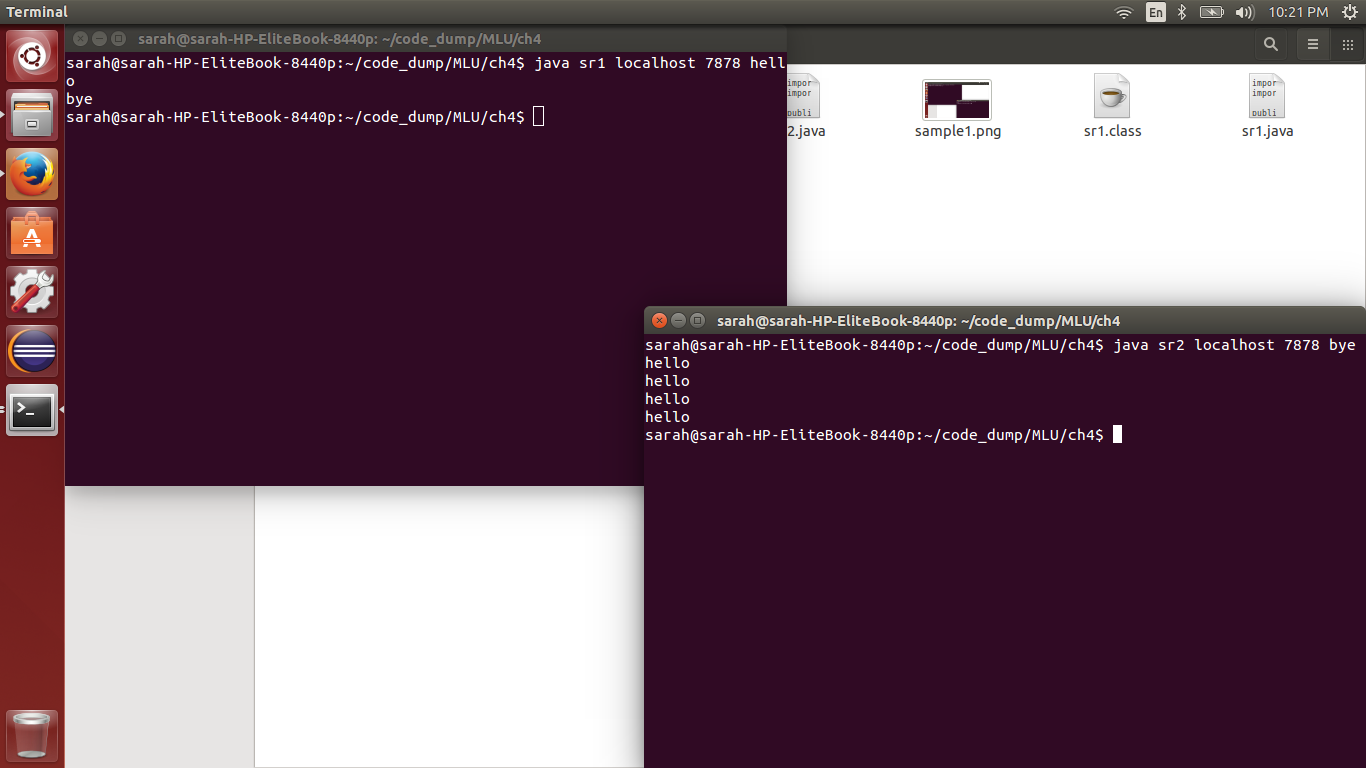 Terminal
En
10:21 PM
sarah@sarah-HP-EliteBook-8440p: ~/code_dump/MLU/ch4
sarah@sarah-HP-EliteBook-8440p:~/code_dump/MLU/ch4$ java sr1 localhost 7878 hell
o
bye
sarah@sarah-HP-EliteBook-8440p:~/code_dump/MLU/ch4$
impor
impor
publi
2.java
sample1.png
sr1.class
impor
impor
publi
sr1.java
sarah@sarah-HP-EliteBook-8440p: ~/code_dump/MLU/ch4
sarah@sarah-HP-EliteBook-8440p:~/code_dump/MLU/ch4$ java sr2 localhost 7878 bye
hello
hello
hello
hello
sarah@sarah-HP-EliteBook-8440p:~/code_dump/MLU/ch4$